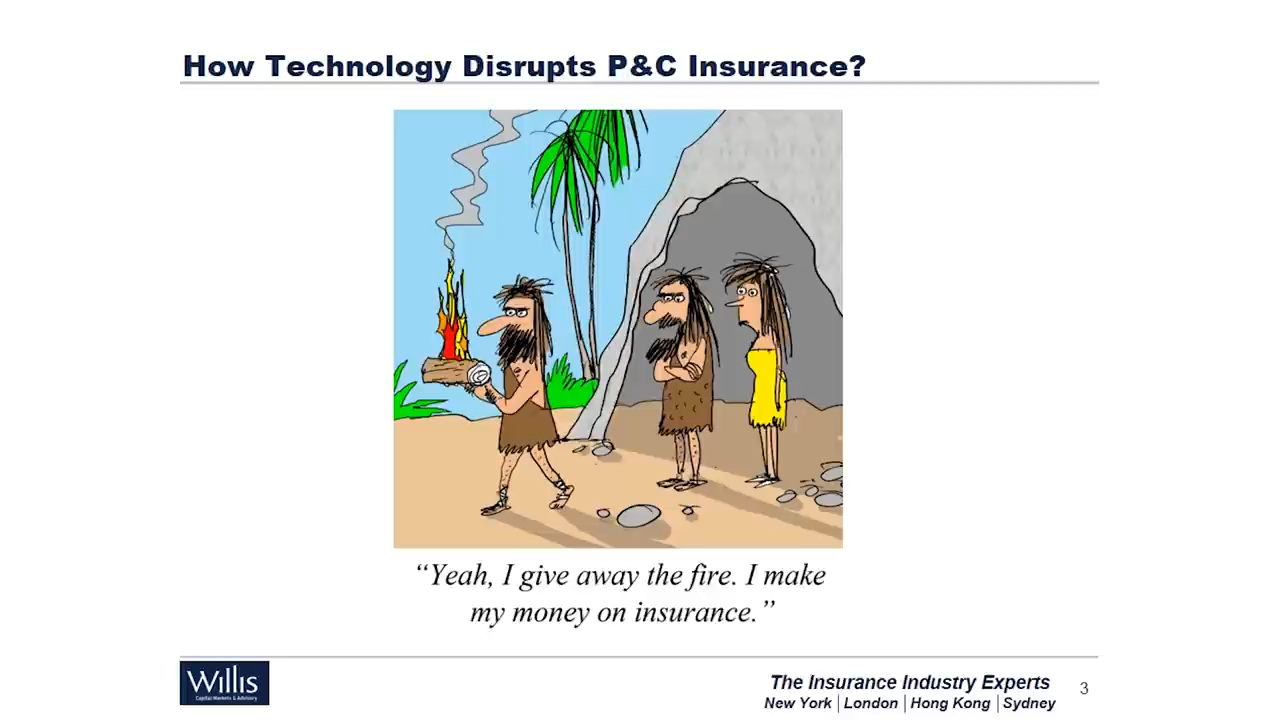 How Technology Disrupts P&C Insurance?
“Yeah, I give away the fire. I make
my money on insurance.”
Willis
Capital Markets & Advisory
The Insurance Industry Experts
New York | London | Hong Kong | Sydney
3